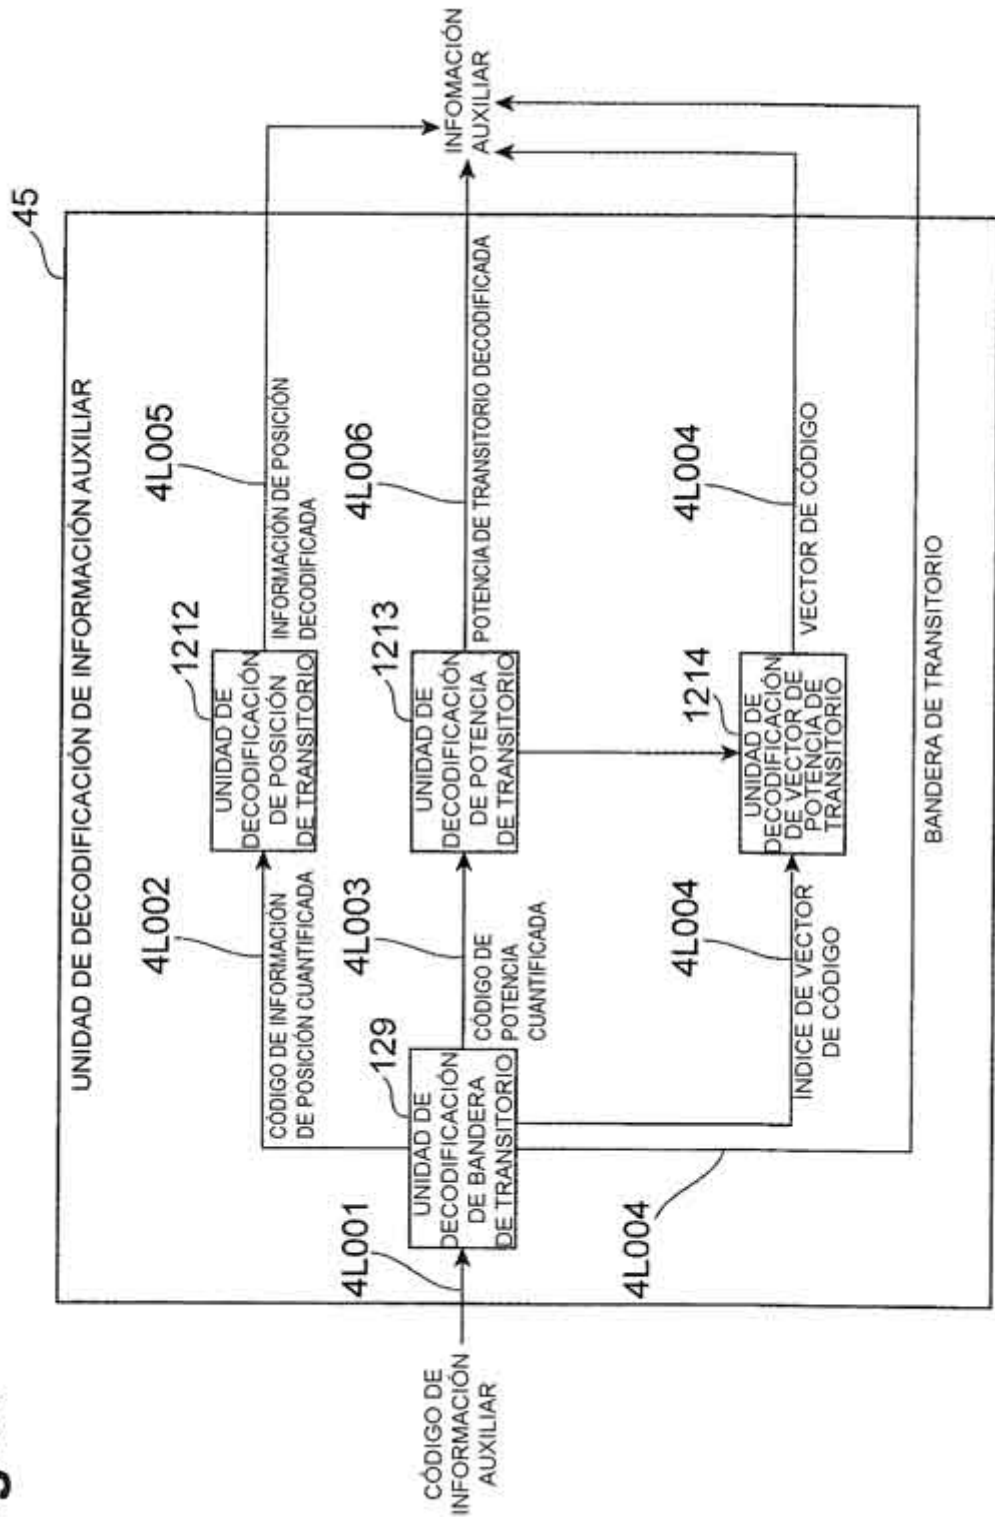 45
UNIDAD DE DECODIFICACIÓN DE INFORMACIÓN AUXILIAR
CÓDIGO DE
INFORMACIÓN
AUXILIAR
4L001
129
UNIDAD DE
DECODIFICACIÓN
DE BANDERA
DE TRANSITORIO
4L002
CÓDIGO DE INFORMACIÓN
DE POSICIÓN CUANTIFICADA
1212
UNIDAD DE
DECODIFICACIÓN
DE POSICIÓN
DE TRANSITORIO
4L005
INFORMACIÓN DE POSICIÓN
DECODIFICADA
4L003
CÓDIGO DE
POTENCIA
CUANTIFICADA
1213
UNIDAD DE
DECODIFICACIÓN
DE POTENCIA
DE TRANSITORIO
4L006
POTENCIA DE TRANSITORIO DECODIFICADA
INFOMACIÓN
AUXILIAR
4L004
ÍNDICE DE VECTOR
DE CÓDIGO
1214
UNIDAD DE
DECODIFICACIÓN
DE VECTOR DE
POTENCIA DE
TRANSITORIO
4L004
VECTOR DE CÓDIGO
4L004
BANDERA DE TRANSITORIO